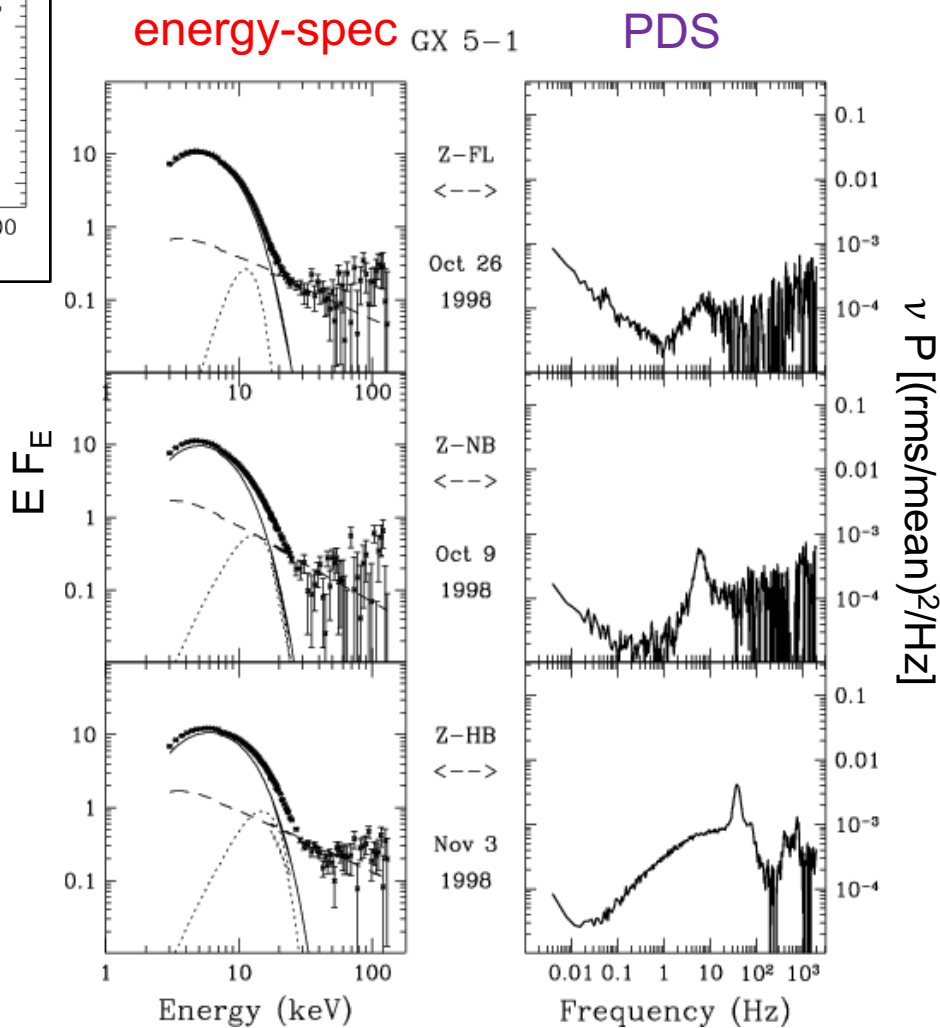 energy-spec GX 5-1 PDS
00
E F_E
10
1
0.1
10
100
10
1
0.1
10
1
0.1
1
10
100
Energy (keV)
Z-FL
<-->
Oct 26
1998
Z-NB
<-->
Oct 9
1998
Z-HB
<-->
Nov 3
1998
0.1
0.01
10⁻³
10⁻⁴
0.1
0.01
10⁻³
10⁻⁴
0.1
0.01
10⁻³
10⁻⁴
0.01 0.1 1 10 10² 10³
Frequency (Hz)
ν P [(rms/mean)²/Hz]